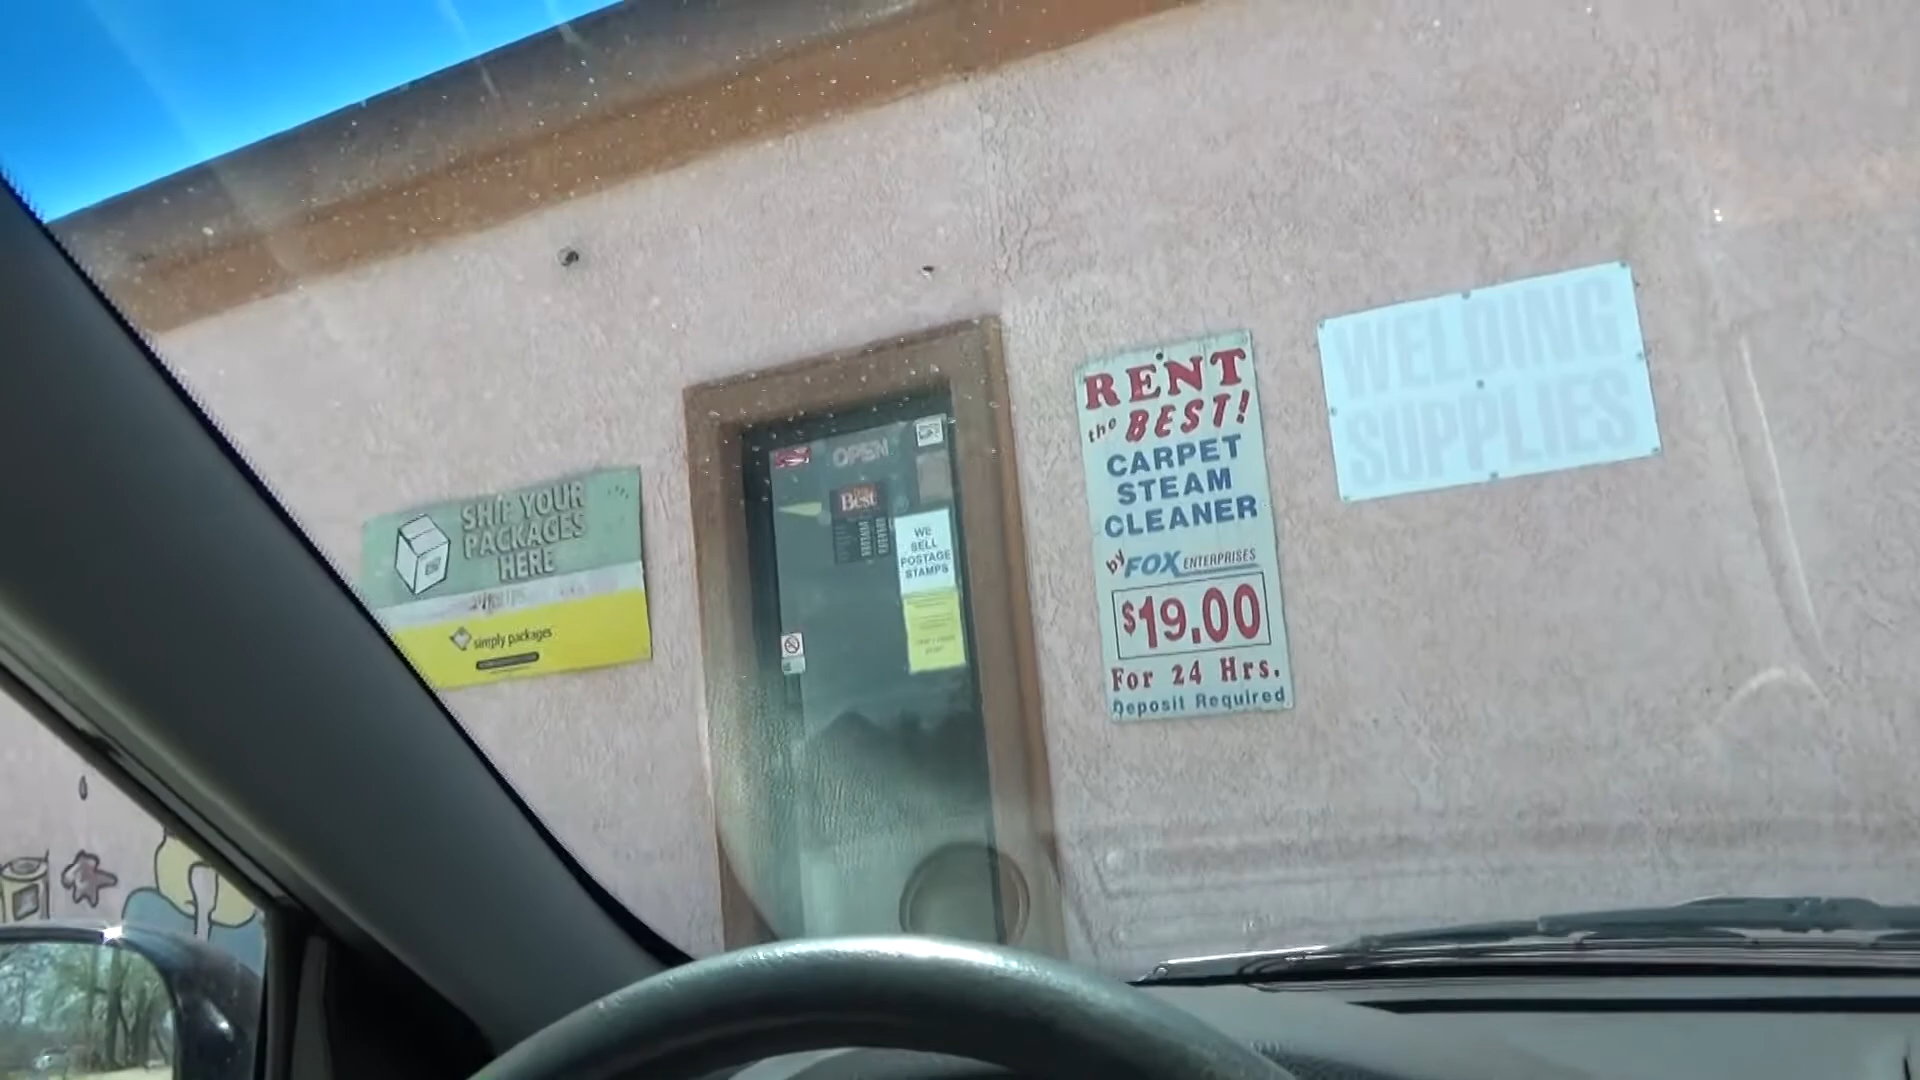 SHIP YOUR
PACKAGES
HERE
simply packages
OPEN
Best
WE
SELL
POSTAGE
STAMPS
RENT
the BEST!
CARPET
STEAM
CLEANER
by FOX ENTERPRISES
$19.00
For 24 Hrs.
Deposit Required
WELDING
SUPPLIES